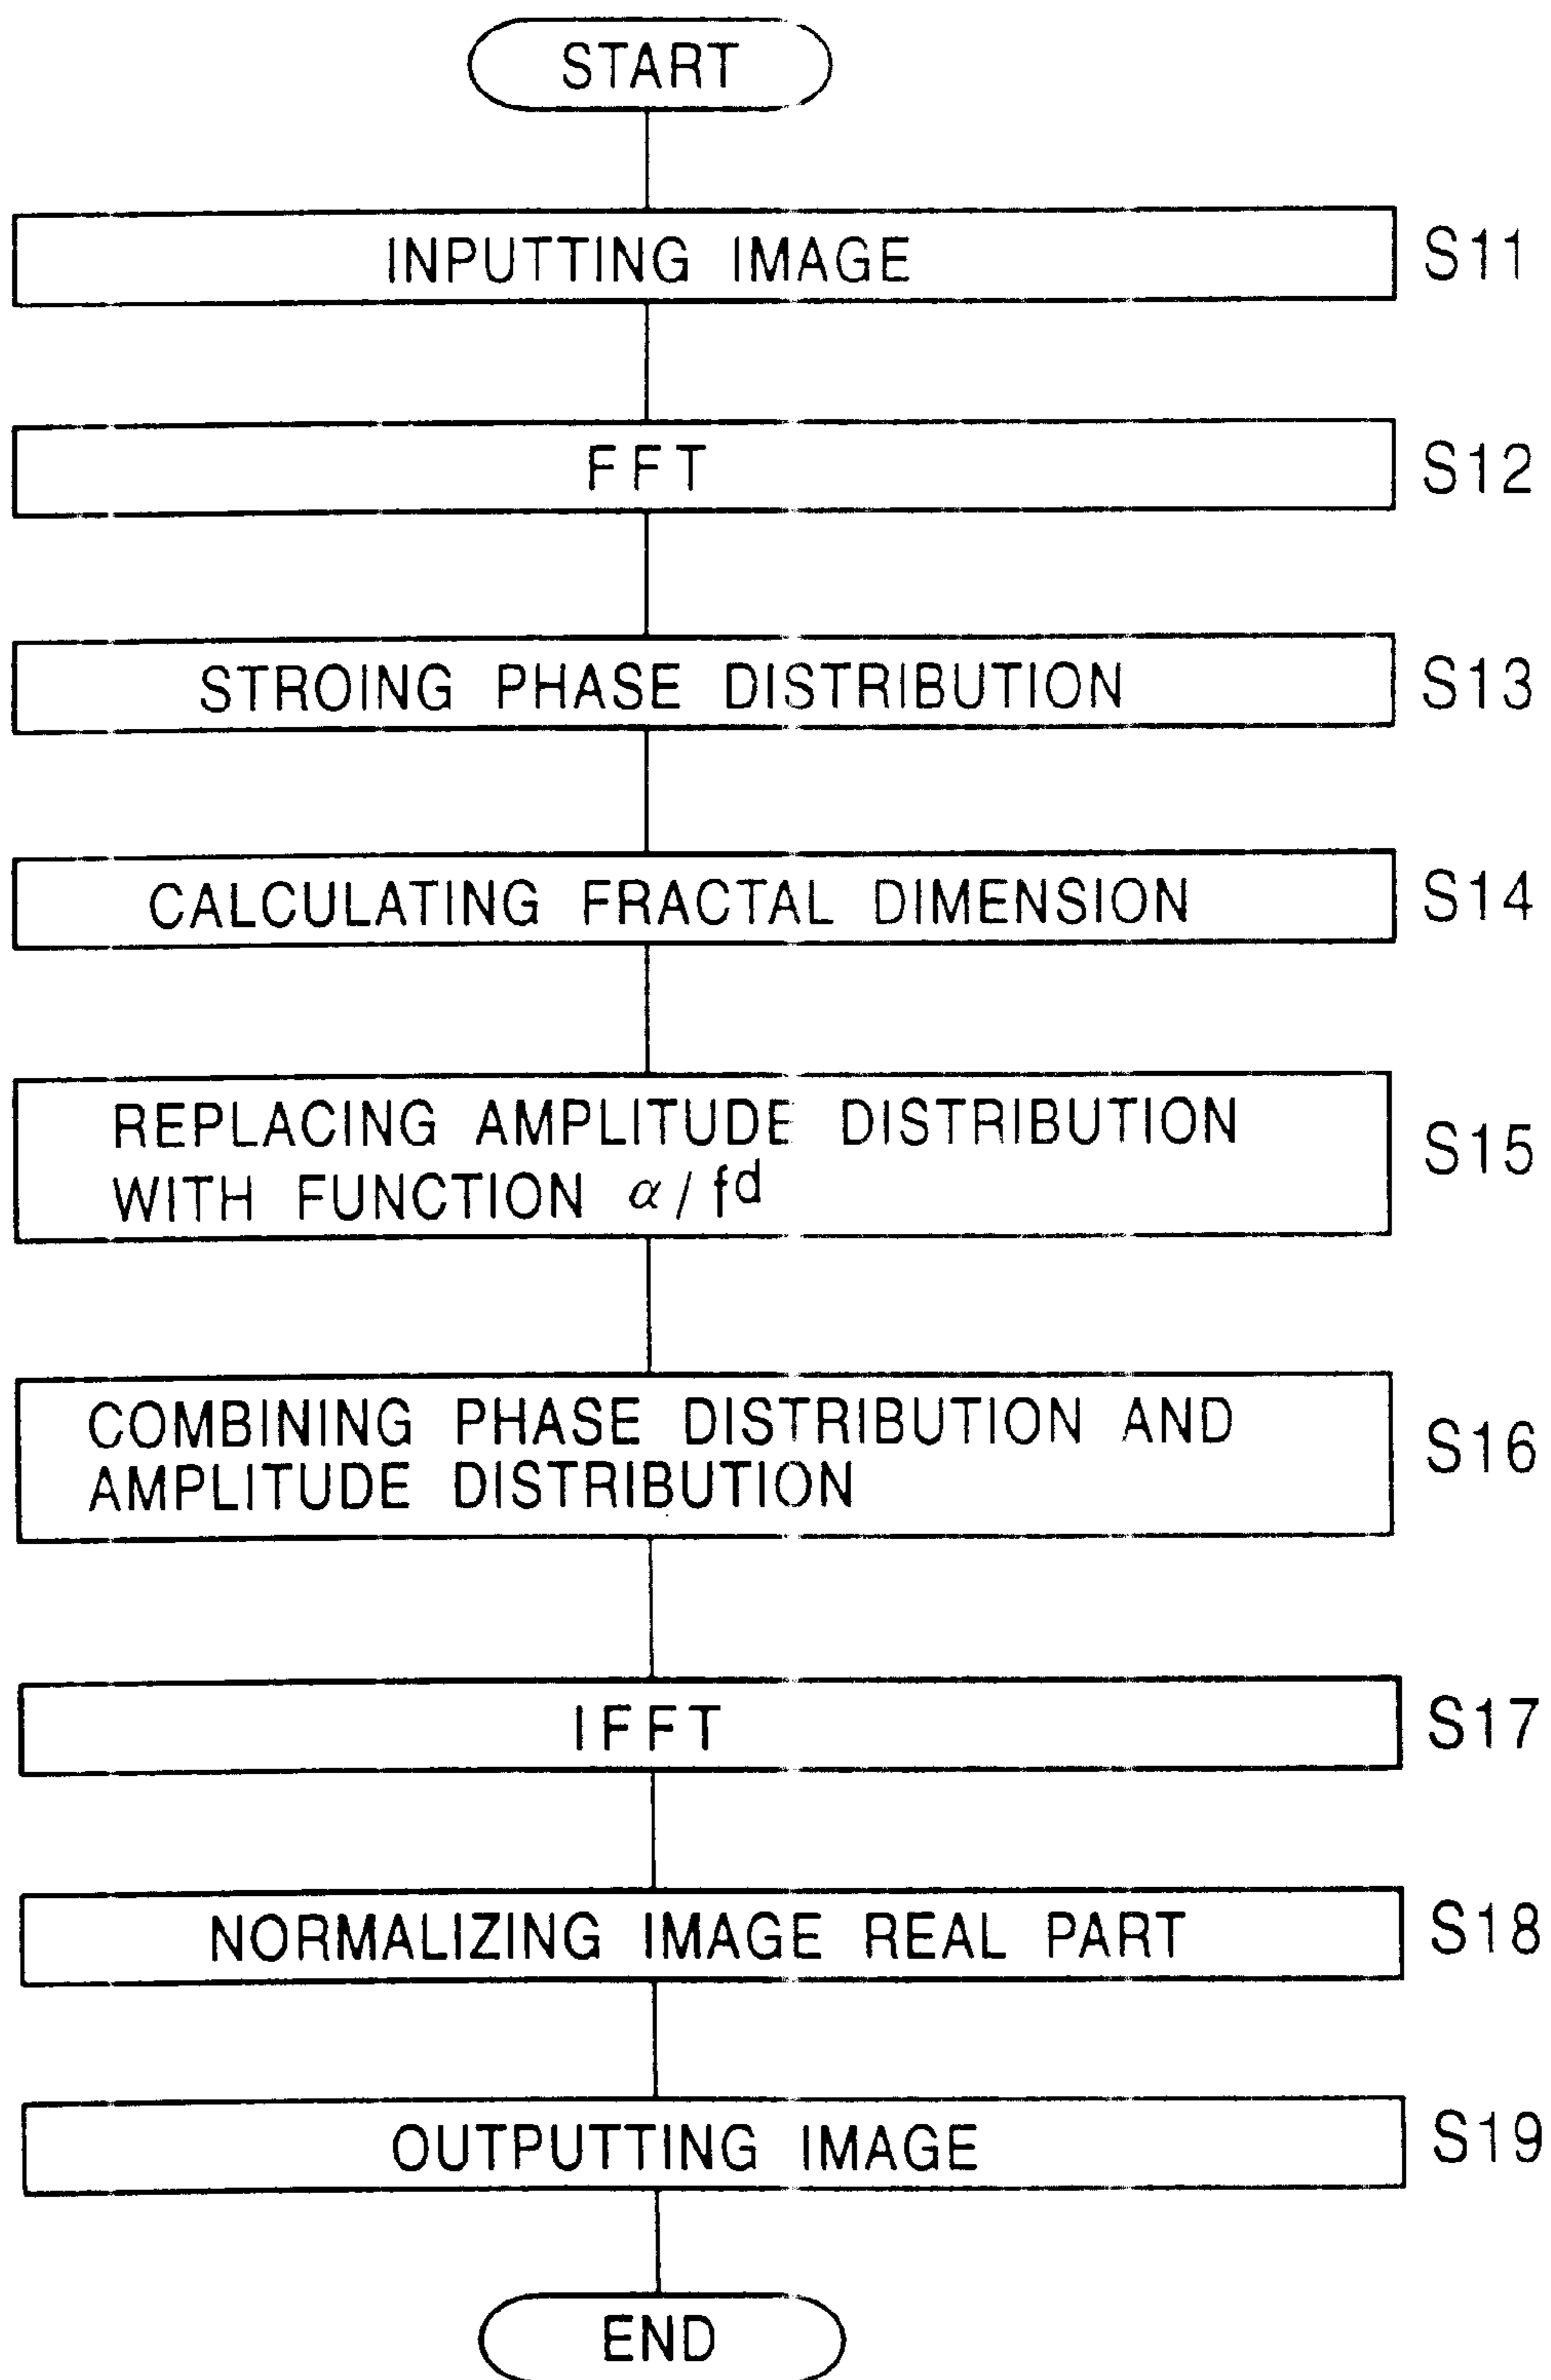 START
INPUTTING IMAGE
S11
FFT
S12
STROING PHASE DISTRIBUTION
S13
CALCULATING FRACTAL DIMENSION
S14
REPLACING AMPLITUDE DISTRIBUTION
WITH FUNCTION α/fᵈ
S15
COMBINING PHASE DISTRIBUTION AND
AMPLITUDE DISTRIBUTION
S16
IFFT
S17
NORMALIZING IMAGE REAL PART
S18
OUTPUTTING IMAGE
S19
END